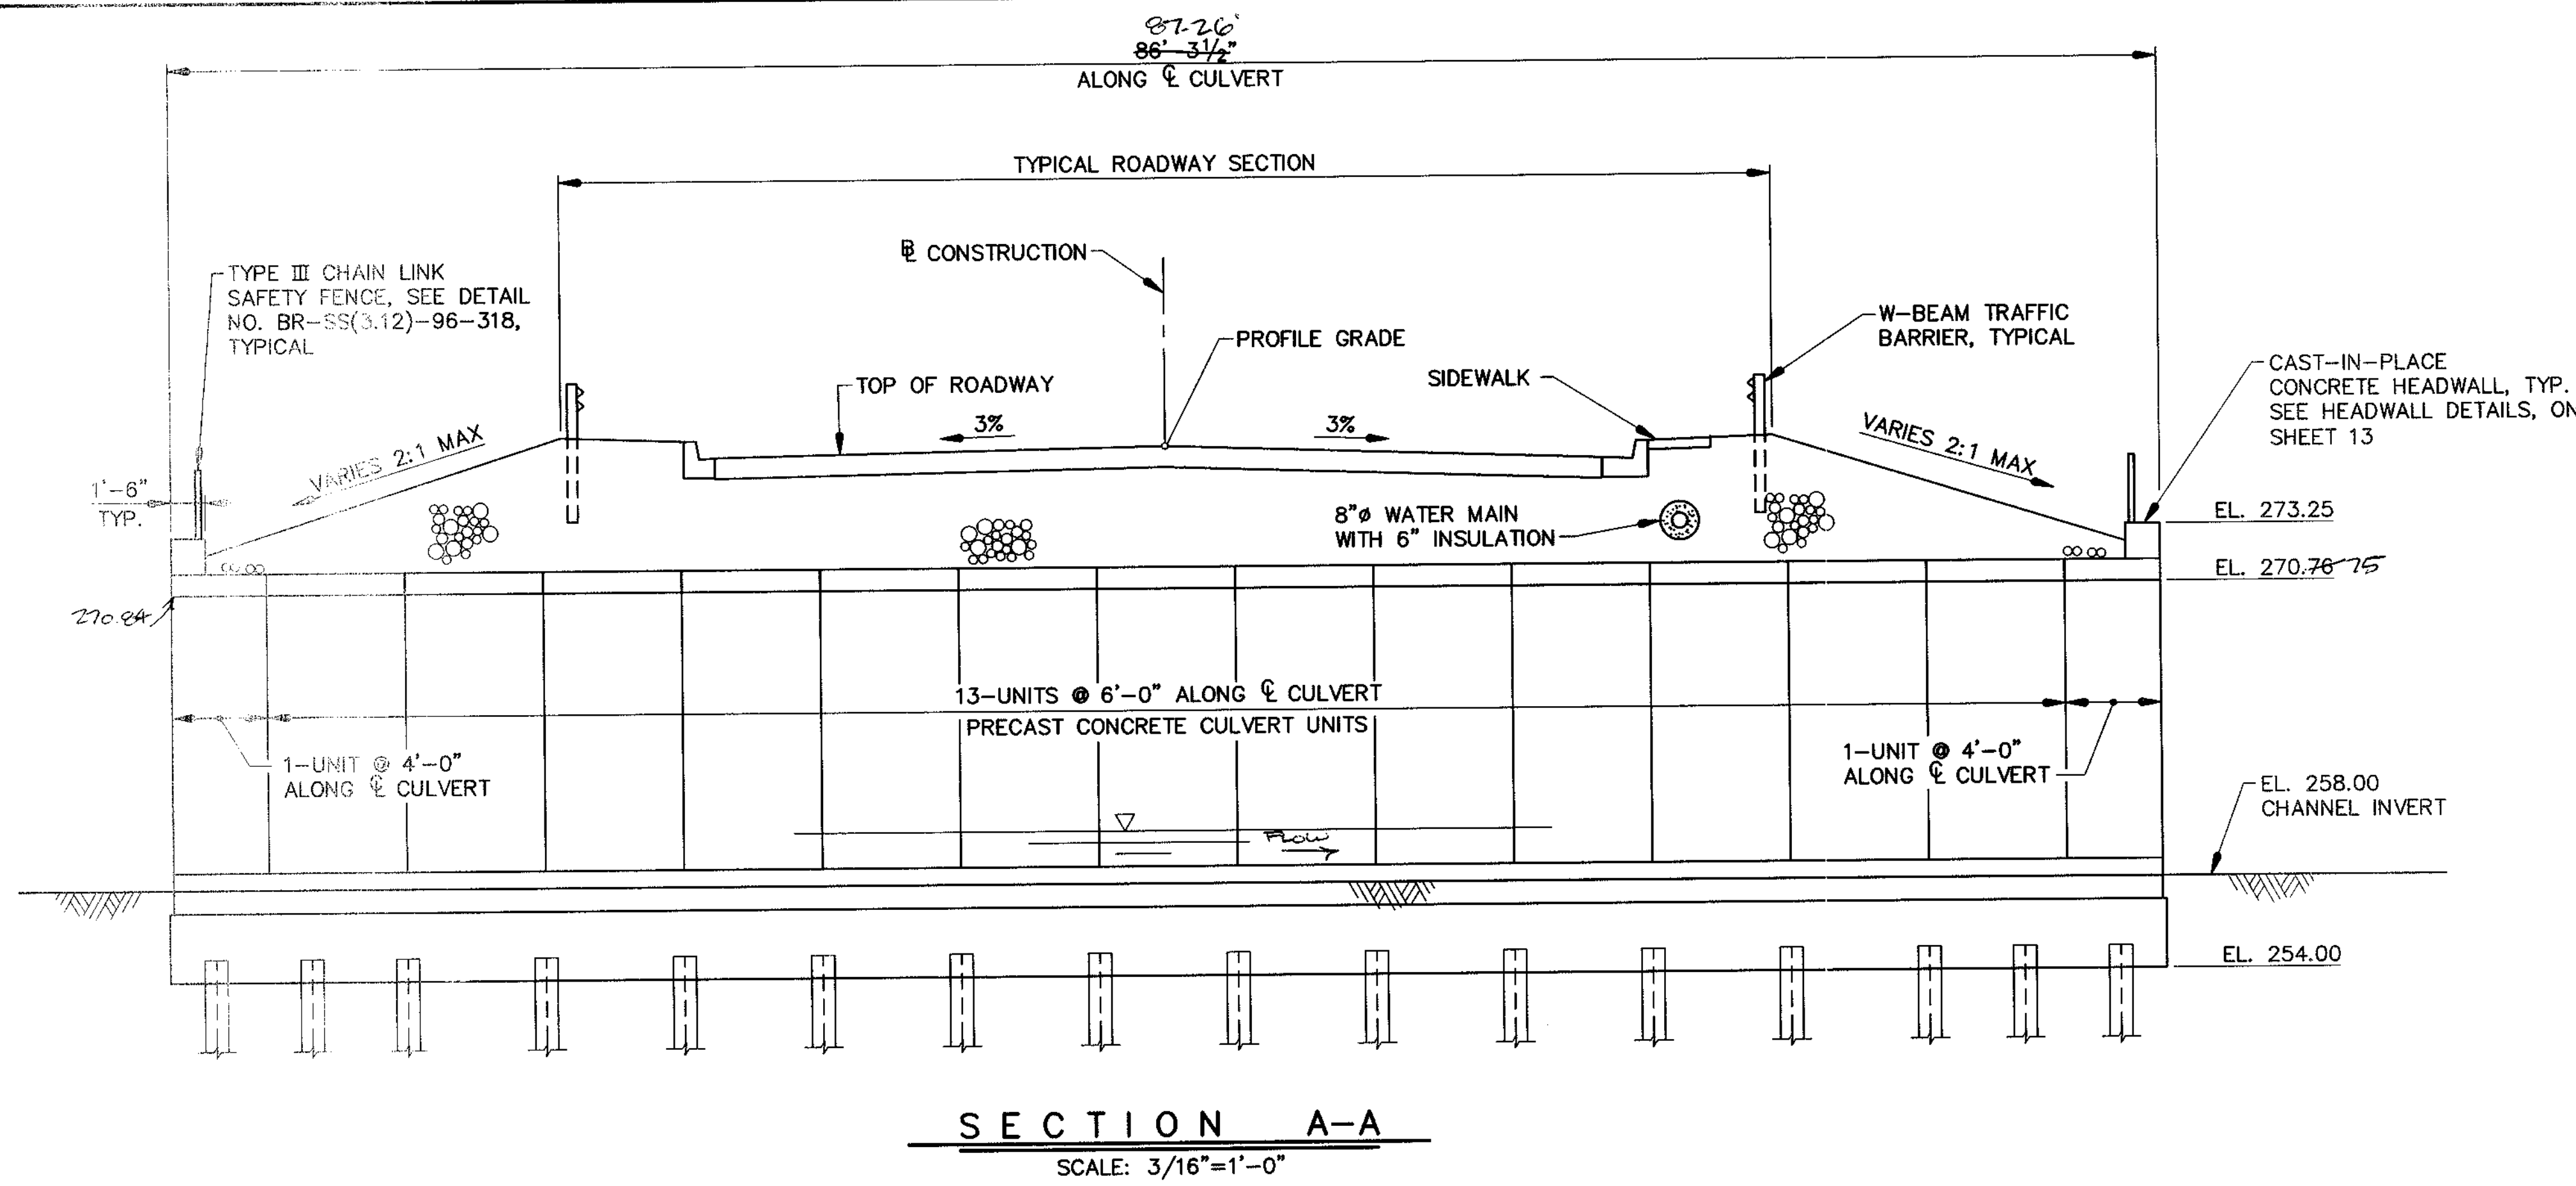 87.26'
86'-3½"
ALONG ℄ CULVERT
TYPICAL ROADWAY SECTION
℄ CONSTRUCTION
TYPE III CHAIN LINK
SAFETY FENCE, SEE DETAIL
NO. BR-SS(3.12)-96-318,
TYPICAL
W-BEAM TRAFFIC
BARRIER, TYPICAL
PROFILE GRADE
CAST-IN-PLACE
CONCRETE HEADWALL, TYP.
SEE HEADWALL DETAILS, ON
SHEET 13
TOP OF ROADWAY
SIDEWALK
3%
3%
VARIES 2:1 MAX
VARIES 2:1 MAX
1'-6"
TYP.
8"ø WATER MAIN
WITH 6" INSULATION
EL. 273.25
EL. 270.76 75
270.84
13-UNITS @ 6'-0" ALONG ℄ CULVERT
PRECAST CONCRETE CULVERT UNITS
1-UNIT @ 4'-0"
ALONG ℄ CULVERT
1-UNIT @ 4'-0"
ALONG ℄ CULVERT
EL. 258.00
CHANNEL INVERT
FLOW
EL. 254.00
SECTION A-A
SCALE: 3/16"=1'-0"